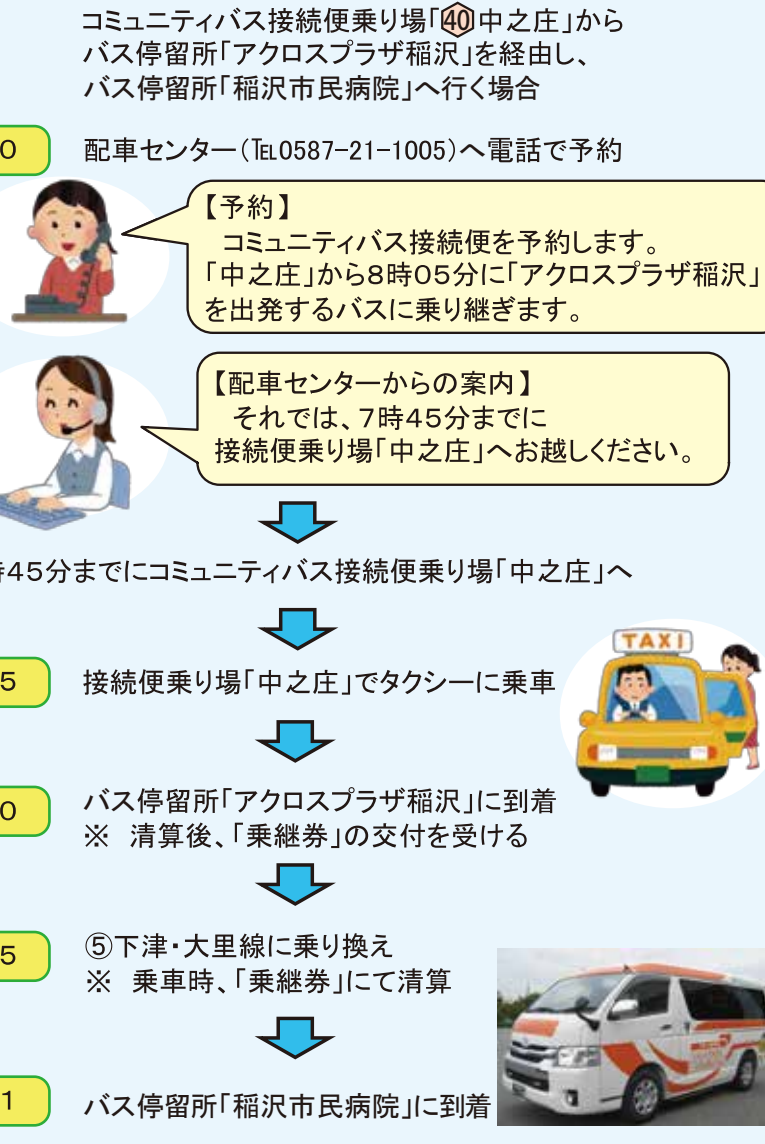 コミュニティバス接続便乗り場「40中之庄」から
バス停留所「アクロスプラザ稲沢」を経由し、
バス停留所「稲沢市民病院」へ行く場合
0
配車センター(℡0587-21-1005)へ電話で予約
【予約】
コミュニティバス接続便を予約します。
「中之庄」から8時05分に「アクロスプラザ稲沢」
を出発するバスに乗り継ぎます。
【配車センターからの案内】
それでは、7時45分までに
接続便乗り場「中之庄」へお越しください。
時45分までにコミュニティバス接続便乗り場「中之庄」へ
TAXI
5
接続便乗り場「中之庄」でタクシーに乗車
0
バス停留所「アクロスプラザ稲沢」に到着
※ 清算後、「乗継券」の交付を受ける
5
⑤下津・大里線に乗り換え
※ 乗車時、「乗継券」にて清算
1
バス停留所「稲沢市民病院」に到着